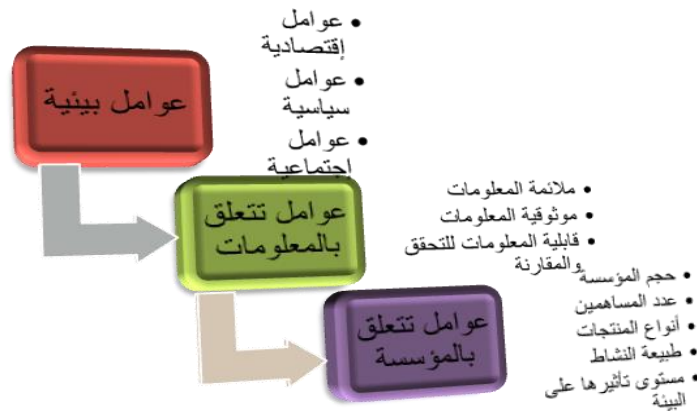 عوامل بيئية
• عوامل
إقتصادية
• عوامل
سياسية
• عوامل
إجتماعية
عوامل تتعلق
بالمعلومات
• ملائمة المعلومات
• موثوقية المعلومات
• قابلية المعلومات للتحقق
والمقارنة
عوامل تتعلق
بالمؤسسة
• حجم المؤسسة
• عدد المساهمين
• أنواع المنتجات
• طبيعة النشاط
• مستوى تأثيرها على
البيئة